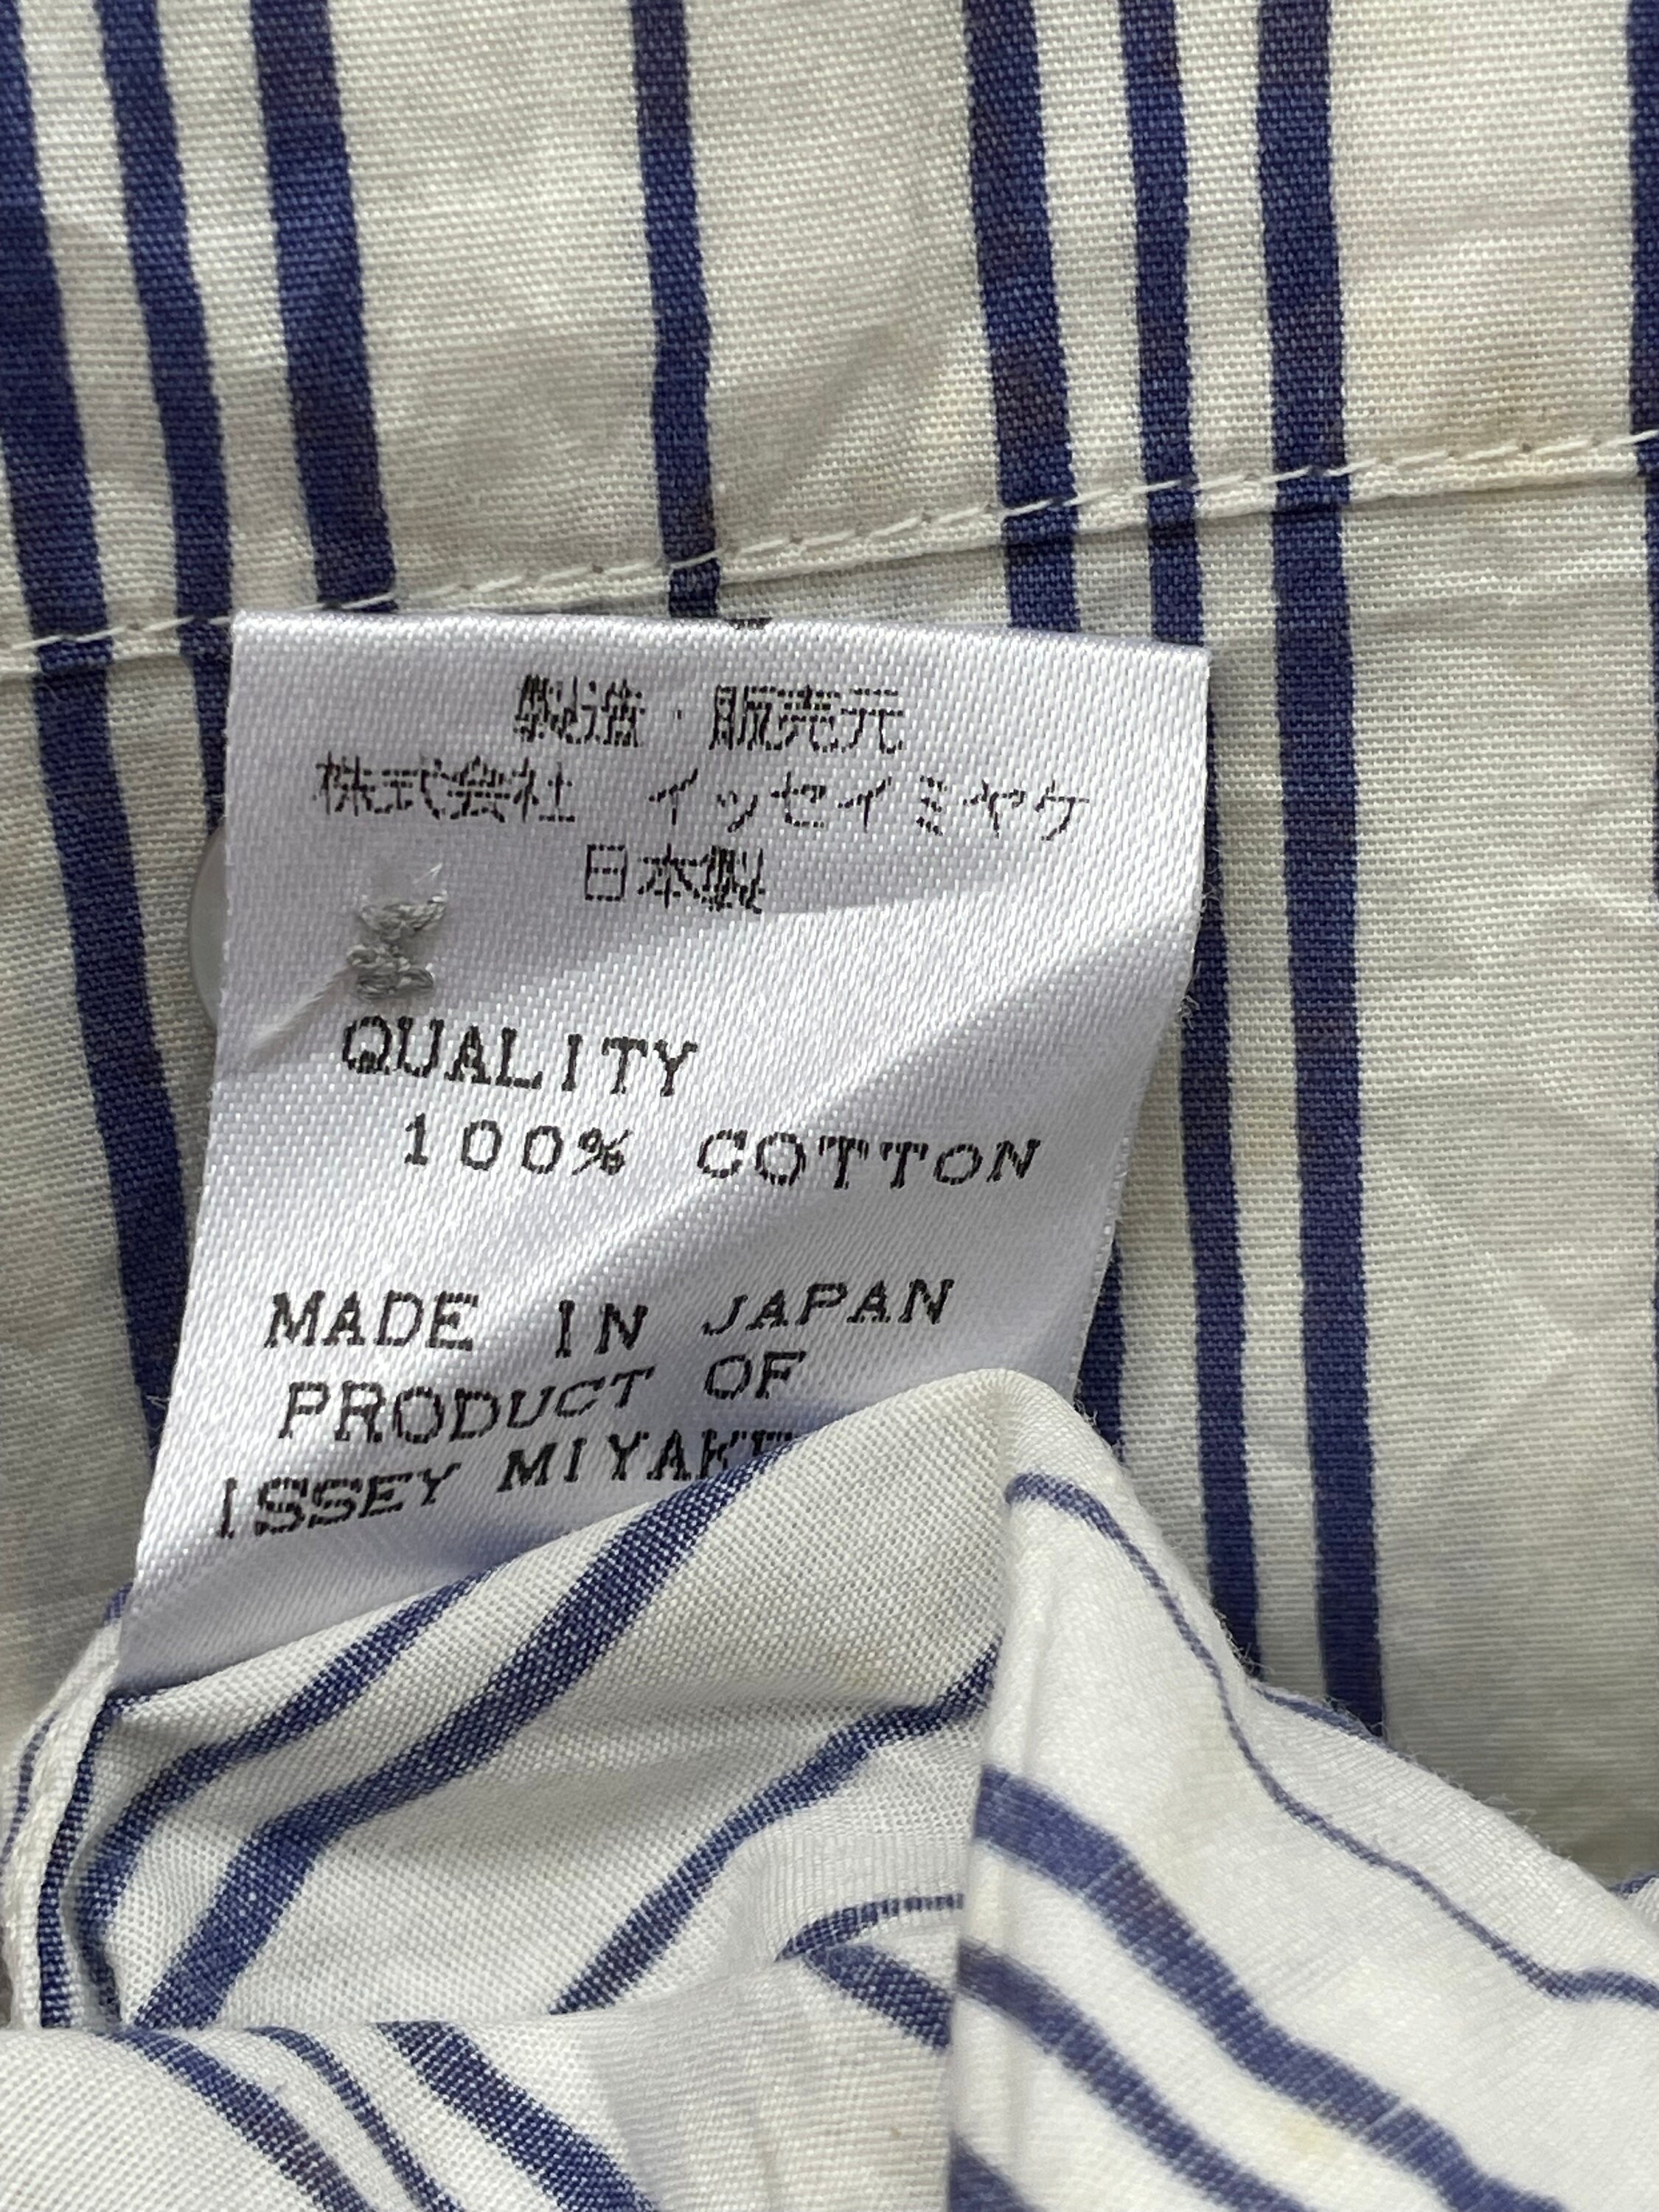 製造・販売元
株式会社 イッセイミヤケ
日本製
QUALITY
100% COTTON
MADE IN JAPAN
PRODUCT OF
ISSEY MIYAKE